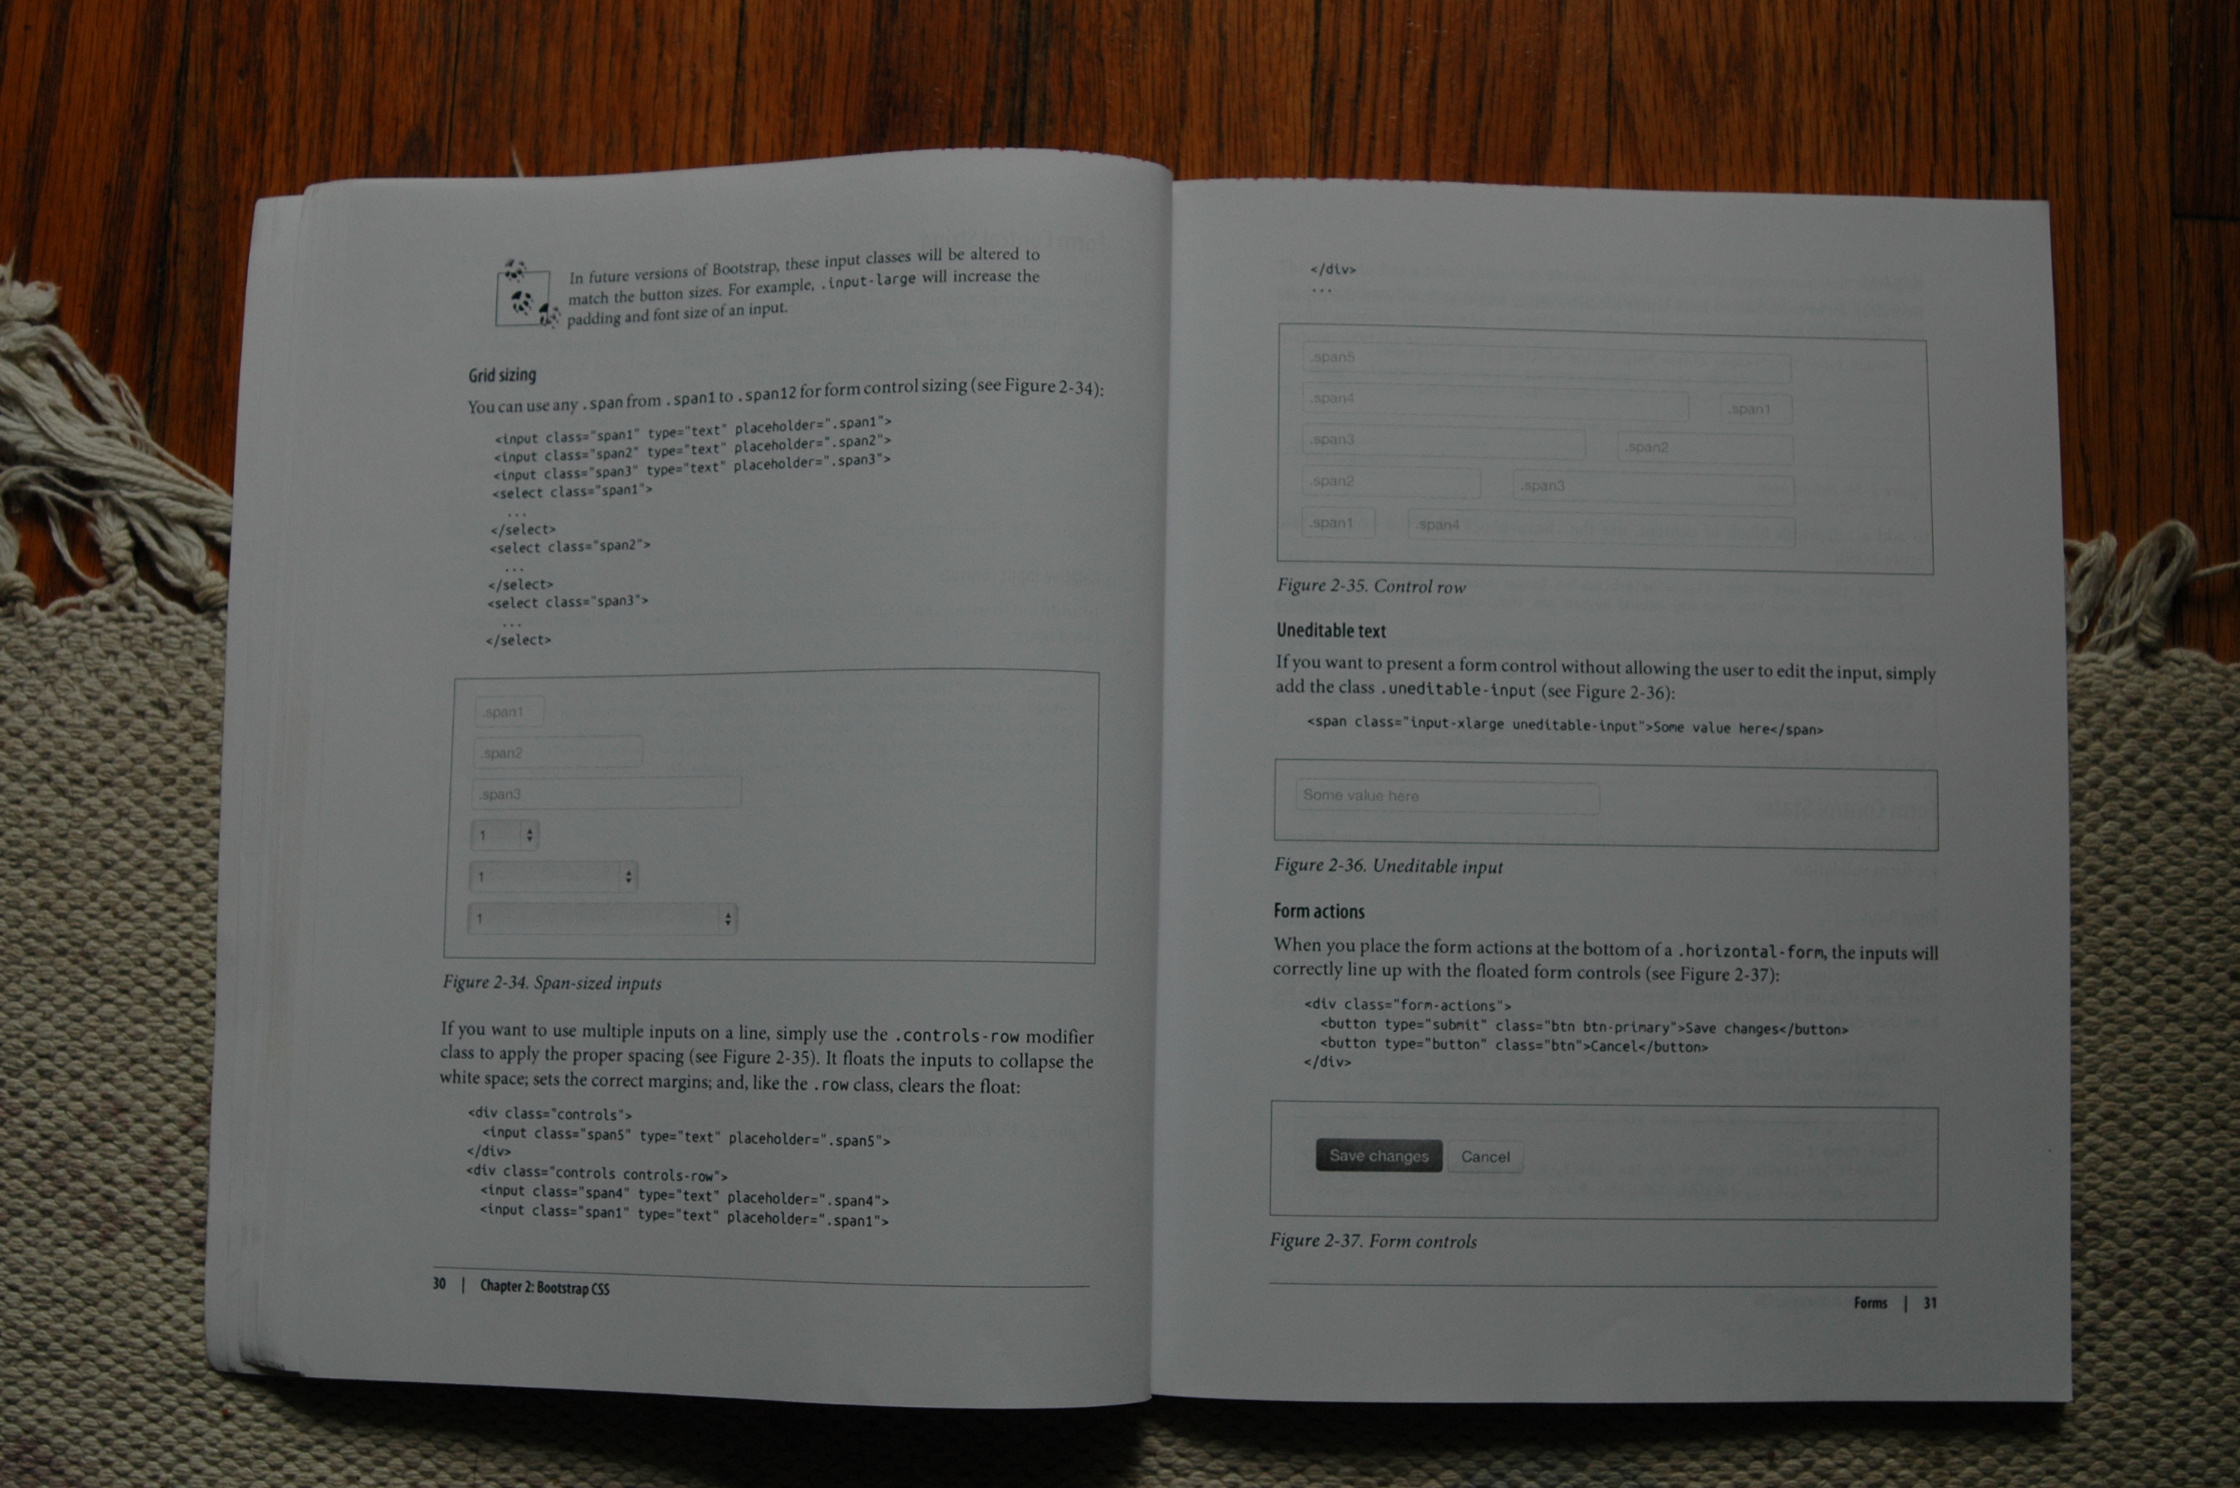 In future versions of Bootstrap, these input classes will be altered to
match the button sizes. For example, .input-large will increase the
padding and font size of an input.
Grid sizing
You can use any .span from .span1 to .span12 for form control sizing (see Figure 2-34):
<input class="span1" type="text" placeholder=".span1">
<input class="span2" type="text" placeholder=".span2">
<input class="span3" type="text" placeholder=".span3">
<select class="span1">
...
</select>
<select class="span2">
...
</select>
<select class="span3">
...
</select>
.span1
.span2
.span3
1
1
1
Figure 2-34. Span-sized inputs
If you want to use multiple inputs on a line, simply use the .controls-row modifier
class to apply the proper spacing (see Figure 2-35). It floats the inputs to collapse the
white space; sets the correct margins; and, like the .row class, clears the float:
<div class="controls">
<input class="span5" type="text" placeholder=".span5">
</div>
<div class="controls controls-row">
<input class="span4" type="text" placeholder=".span4">
<input class="span1" type="text" placeholder=".span1">
30 | Chapter 2: Bootstrap CSS
</div>
...
.span5
.span4 .span1
.span3 .span2
.span2 .span3
.span1 .span4
Figure 2-35. Control row
Uneditable text
If you want to present a form control without allowing the user to edit the input, simply
add the class .uneditable-input (see Figure 2-36):
<span class="input-xlarge uneditable-input">Some value here</span>
Some value here
Figure 2-36. Uneditable input
Form actions
When you place the form actions at the bottom of a .horizontal-form, the inputs will
correctly line up with the floated form controls (see Figure 2-37):
<div class="form-actions">
<button type="submit" class="btn btn-primary">Save changes</button>
<button type="button" class="btn">Cancel</button>
</div>
Save changes Cancel
Figure 2-37. Form controls
Forms | 31